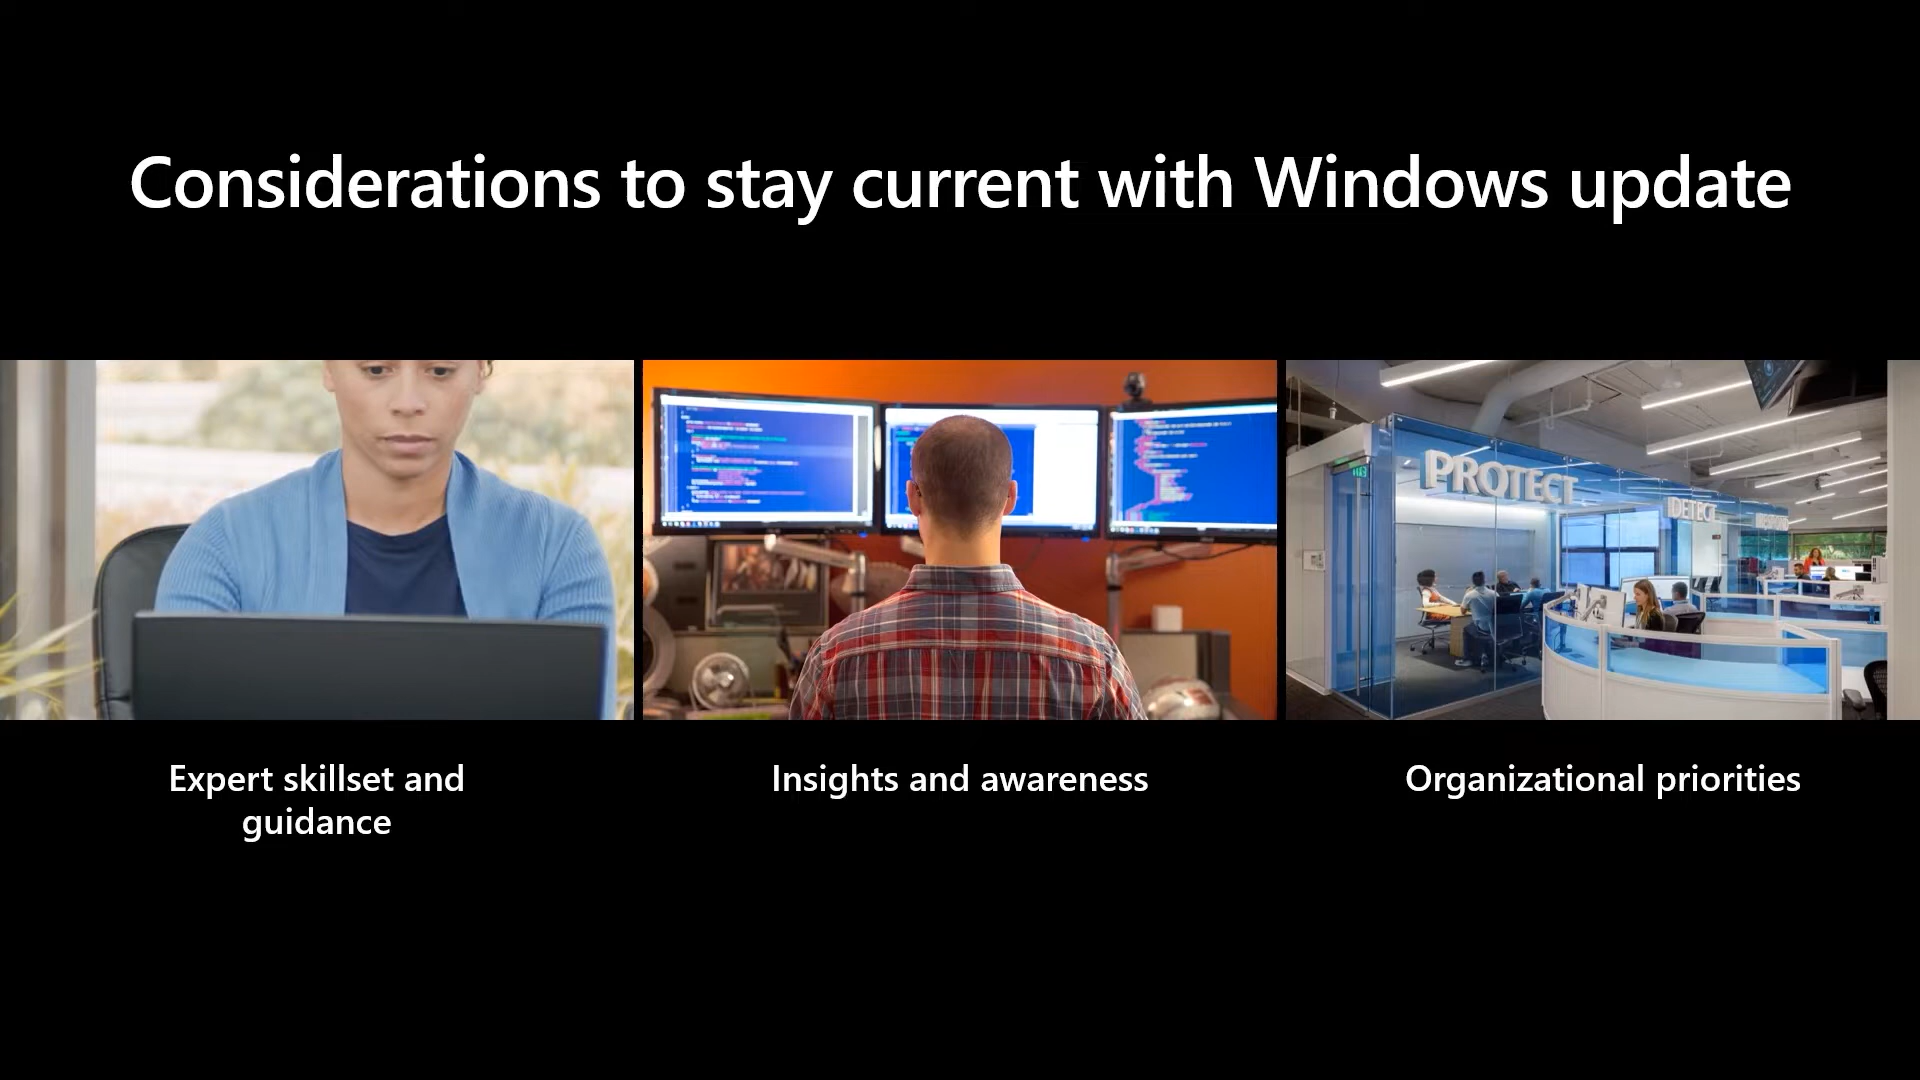 Considerations to stay current with Windows update
PROTECT
DETECT
Expert skillset and
guidance
Insights and awareness
Organizational priorities